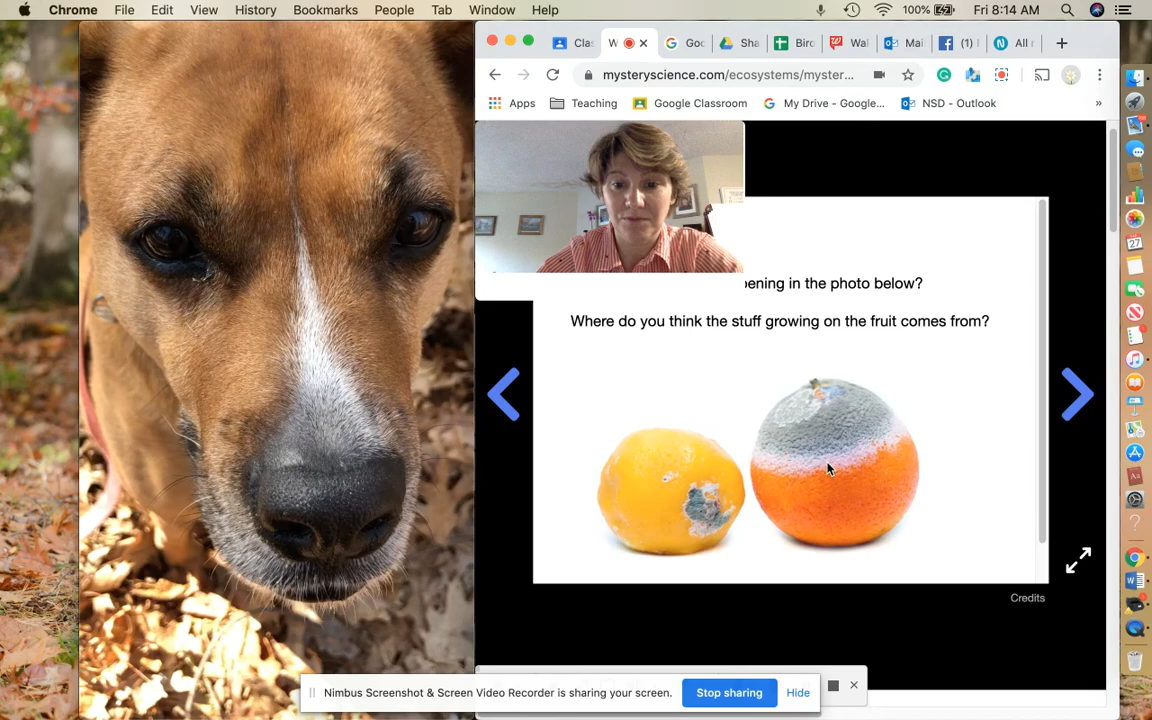 Chrome File Edit View History Bookmarks People Tab Window Help 100% Fri 8:14 AM
Clas W Goo Sha Birc Wal Mai (1) All r
mysteryscience.com/ecosystems/myster...
Apps Teaching Google Classroom My Drive - Google... NSD - Outlook »
pening in the photo below?
Where do you think the stuff growing on the fruit comes from?
Credits
Nimbus Screenshot & Screen Video Recorder is sharing your screen. Stop sharing Hide